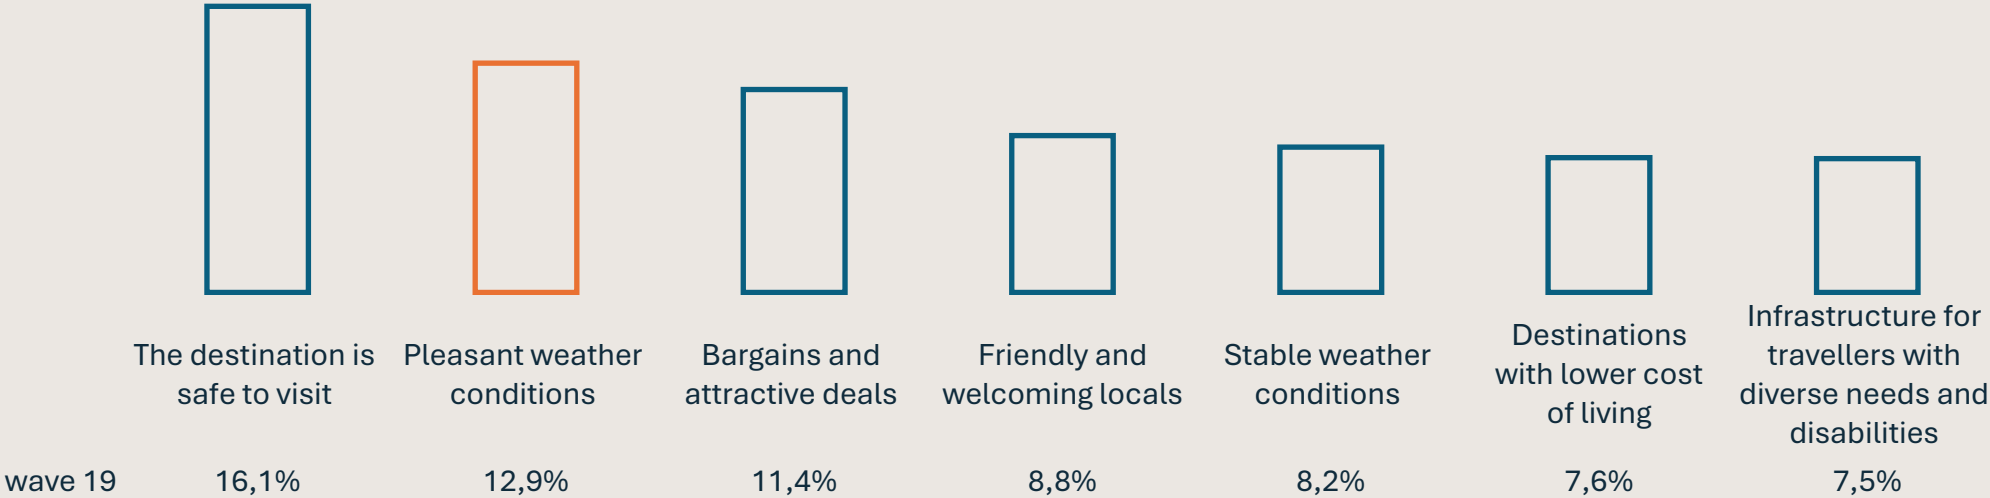 The destination is
safe to visit
Pleasant weather
conditions
Bargains and
attractive deals
Friendly and
welcoming locals
Stable weather
conditions
Destinations
with lower cost
of living
Infrastructure for
travellers with
diverse needs and
disabilities
wave 19 16,1% 12,9% 11,4% 8,8% 8,2% 7,6% 7,5%